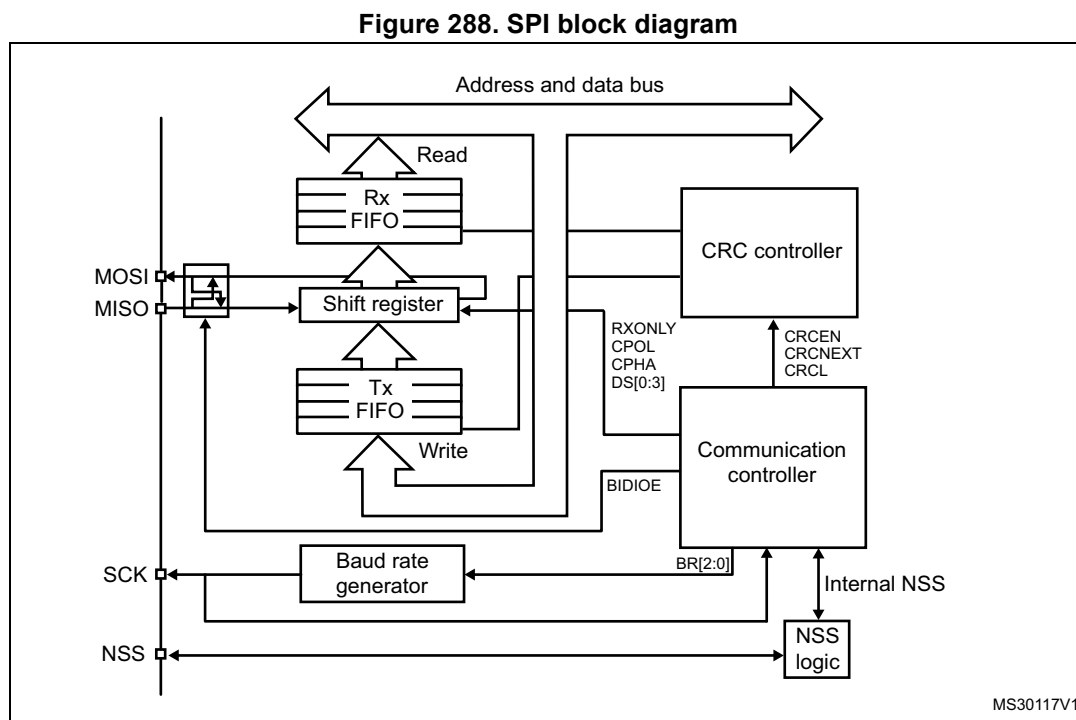 Figure 288. SPI block diagram
Address and data bus
Read
Rx
FIFO
CRC controller
MOSI
MISO
Shift register
RXONLY
CPOL
CPHA
DS[0:3]
CRCEN
CRCNEXT
CRCL
Tx
FIFO
Write
Communication
controller
BIDIOE
SCK
Baud rate
generator
BR[2:0]
Internal NSS
NSS
NSS
logic
MS30117V1